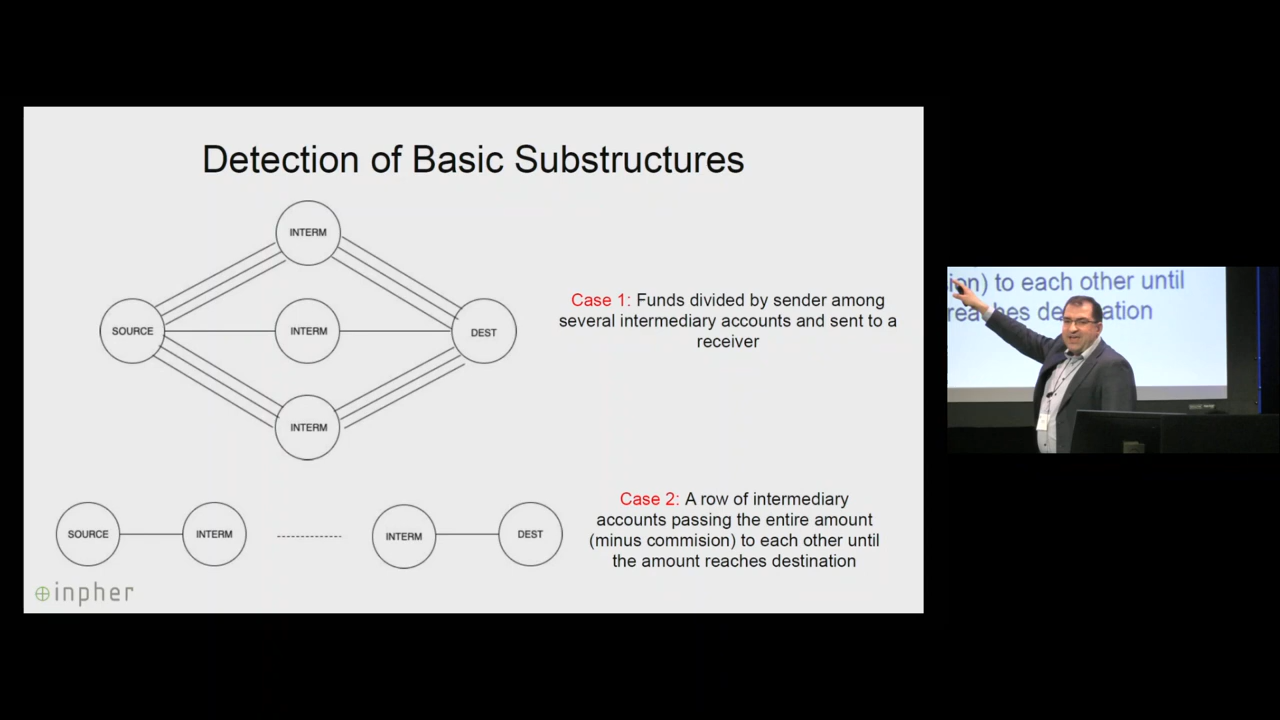 Detection of Basic Substructures
INTERM
SOURCE
INTERM
DEST
INTERM
Case 1: Funds divided by sender among
several intermediary accounts and sent to a
receiver
SOURCE
INTERM
INTERM
DEST
Case 2: A row of intermediary
accounts passing the entire amount
(minus commision) to each other until
the amount reaches destination
inpher
to each other until
destination